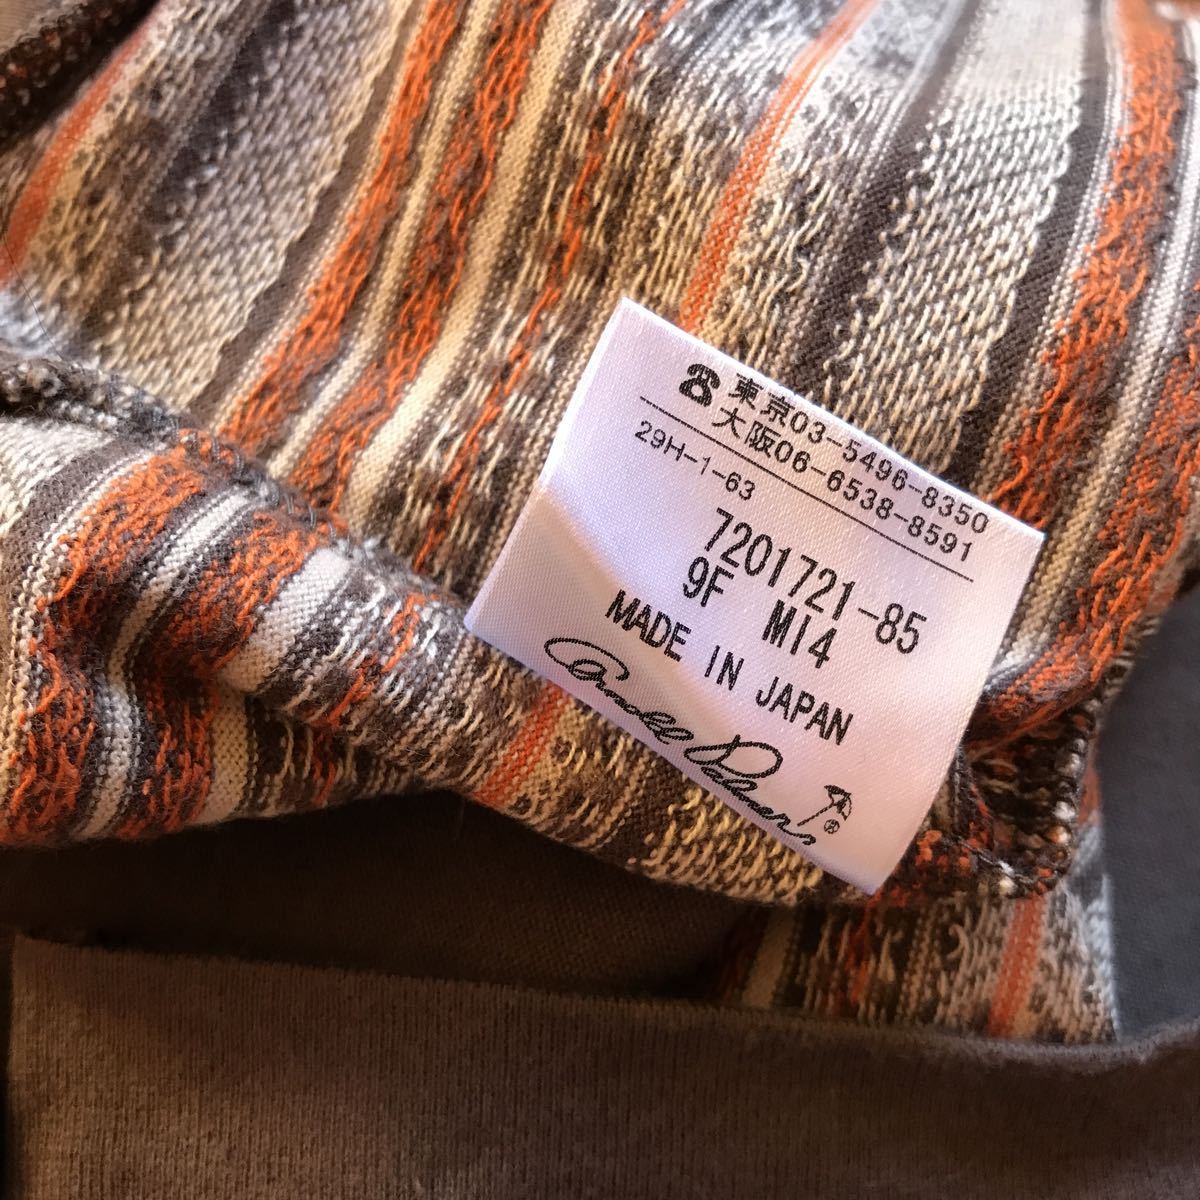 ☎東京03-5496-8350
大阪06-6538-8591
29H-1-63
7201721-85
9F MI4
MADE IN JAPAN
Arnold Palmer
®